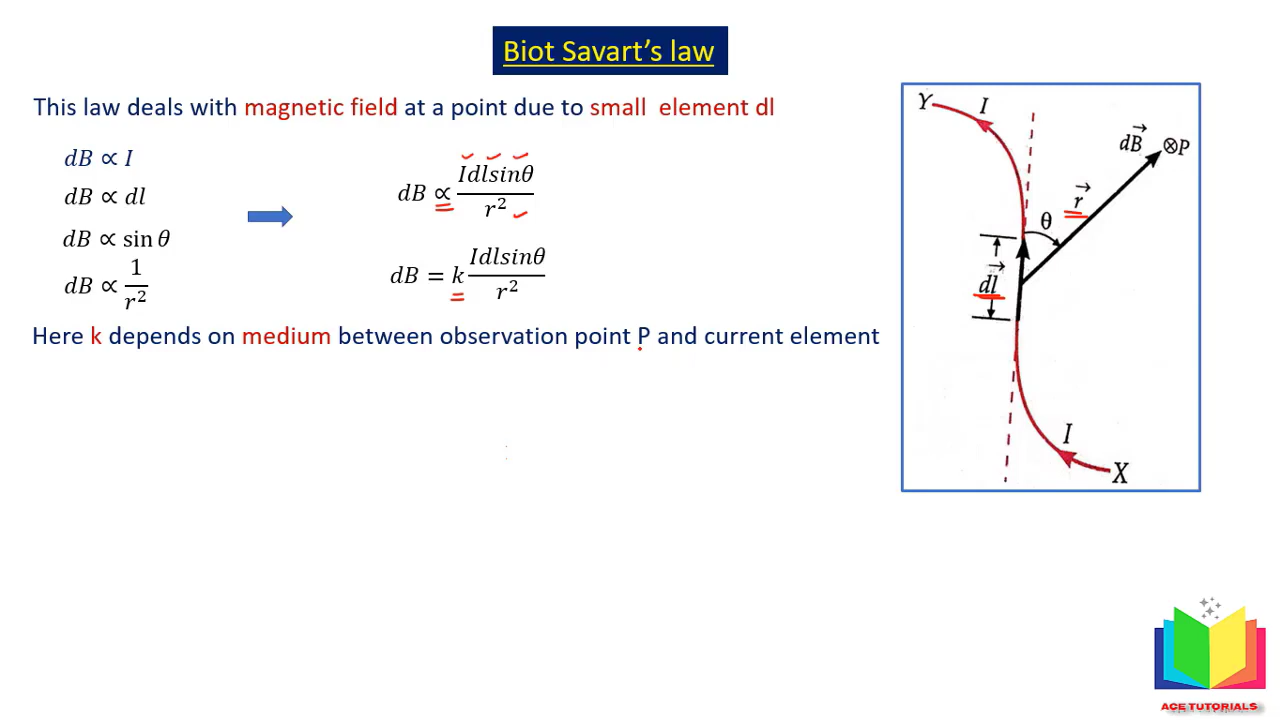 Biot Savart's law
This law deals with magnetic field at a point due to small element dl
dB ∝ I
dB ∝ dl
dB ∝ sin θ
dB ∝ 1/r²
dB ∝ Idlsinθ/r²
dB = k Idlsinθ/r²
Here k depends on medium between observation point P and current element
Y
I
dB⃗
⊗P
r⃗
θ
dl⃗
I
X
ACE TUTORIALS